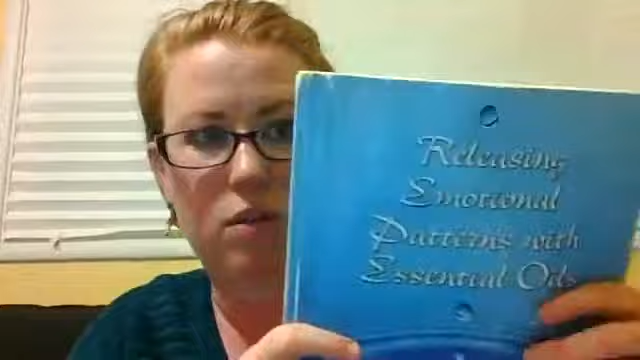 Releasing
Emotional
Patterns with
Essential Oils